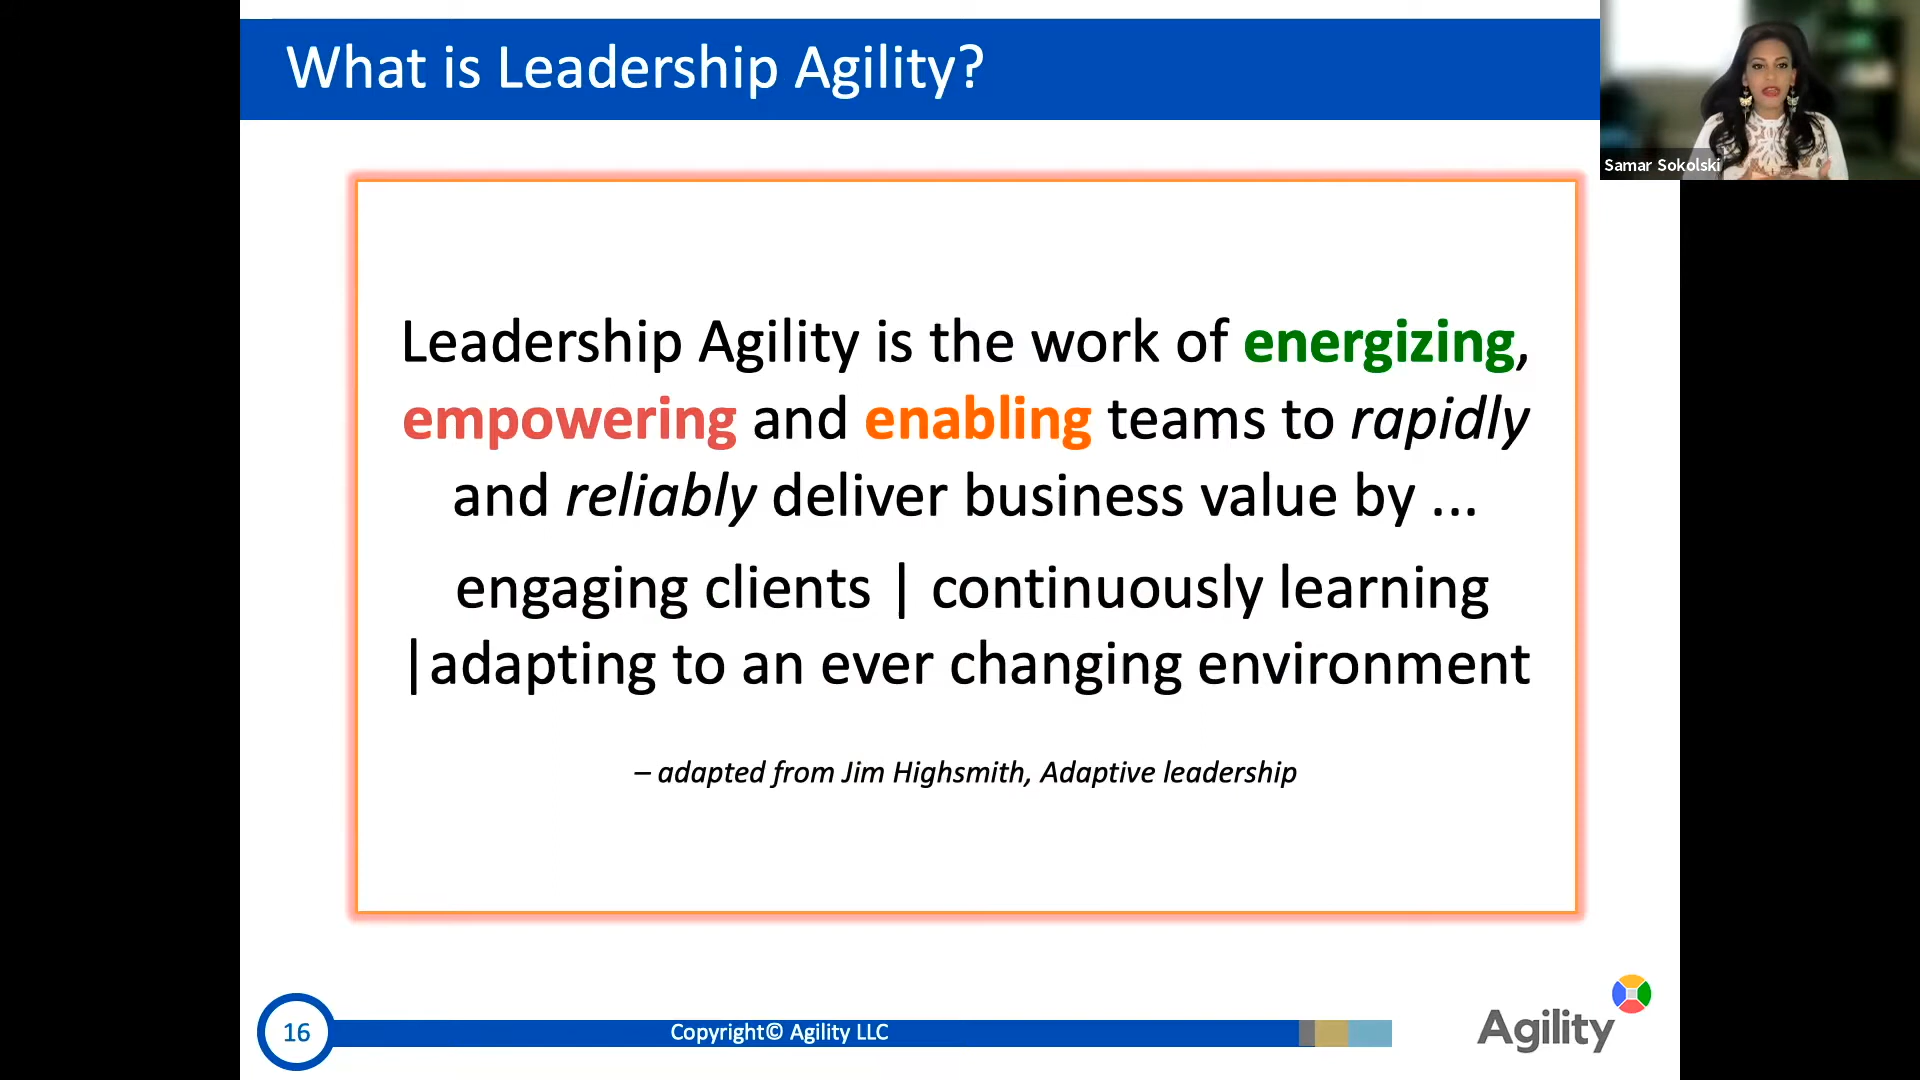 What is Leadership Agility?
Samar Sokolski
Leadership Agility is the work of energizing,
empowering and enabling teams to rapidly
and reliably deliver business value by ...
engaging clients | continuously learning
|adapting to an ever changing environment
– adapted from Jim Highsmith, Adaptive leadership
16
Copyright© Agility LLC
Agility